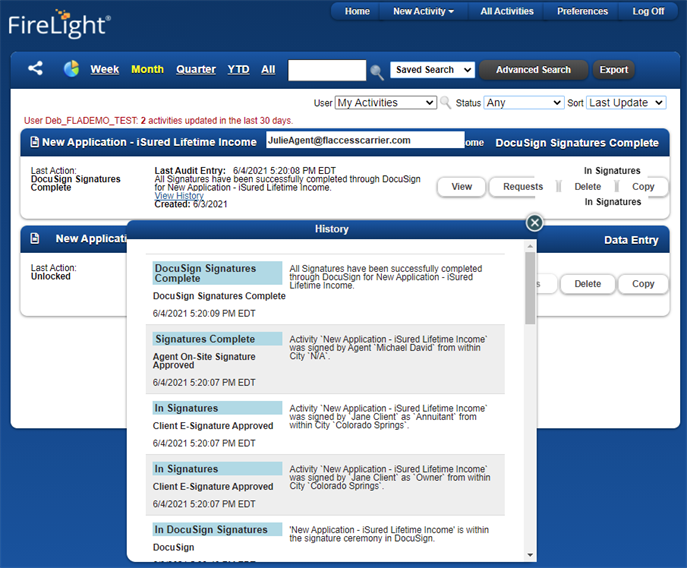 FireLight®
Home New Activity All Activities Preferences Log Off
Week Month Quarter YTD All Saved Search Advanced Search Export
User My Activities Status Any Sort Last Update
User Deb_FLADEMO_TEST: 2 activities updated in the last 30 days.
New Application - iSured Lifetime Income JulieAgent@flaccesscarrier.com ome DocuSign Signatures Complete
Last Action:
DocuSign Signatures
Complete
Last Audit Entry: 6/4/2021 5:20:08 PM EDT
All Signatures have been successfully completed through DocuSign
for New Application - iSured Lifetime Income.
View History
Created: 6/3/2021
In Signatures
View Requests Delete Copy
In Signatures
New Applicati Data Entry
Last Action:
Unlocked
s Delete Copy
History
DocuSign Signatures
Complete
DocuSign Signatures Complete
6/4/2021 5:20:09 PM EDT
All Signatures have been successfully completed
through DocuSign for New Application - iSured
Lifetime Income.
Signatures Complete
Agent On-Site Signature
Approved
6/4/2021 5:20:07 PM EDT
Activity `New Application - iSured Lifetime Income`
was signed by Agent `Michael David` from within
City `N/A`.
In Signatures
Client E-Signature Approved
6/4/2021 5:20:07 PM EDT
Activity `New Application - iSured Lifetime Income`
was signed by `Jane Client` as `Annuitant` from
within City `Colorado Springs`.
In Signatures
Client E-Signature Approved
6/4/2021 5:20:07 PM EDT
Activity `New Application - iSured Lifetime Income`
was signed by `Jane Client` as `Owner` from within
City `Colorado Springs`.
In DocuSign Signatures
DocuSign
'New Application - iSured Lifetime Income' is within
the signature ceremony in DocuSign.